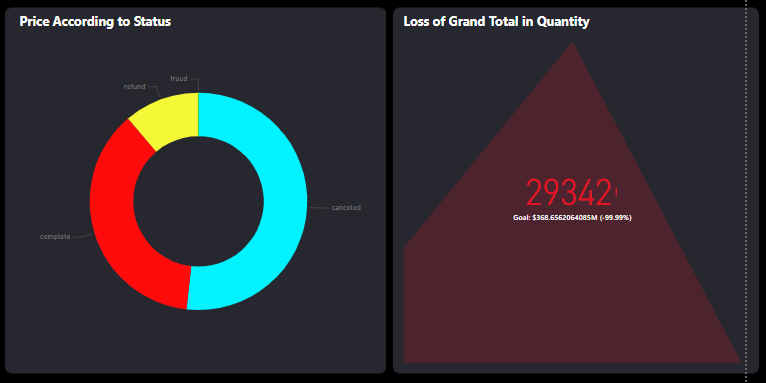 Price According to Status
fraud
refund
canceled
complete
Loss of Grand Total in Quantity
29342!
Goal: $368.6562064085M (-99.99%)